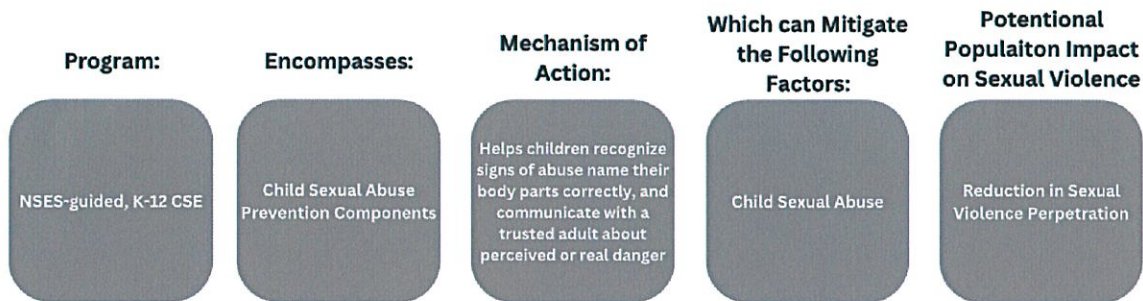 Program:
Encompasses:
Mechanism of
Action:
Which can Mitigate
the Following
Factors:
Potentional
Populaiton Impact
on Sexual Violence
NSES-guided, K-12 CSE
Child Sexual Abuse
Prevention Components
Helps children recognize
signs of abuse name their
body parts correctly, and
communicate with a
trusted adult about
perceived or real danger
Child Sexual Abuse
Reduction in Sexual
Violence Perpetration